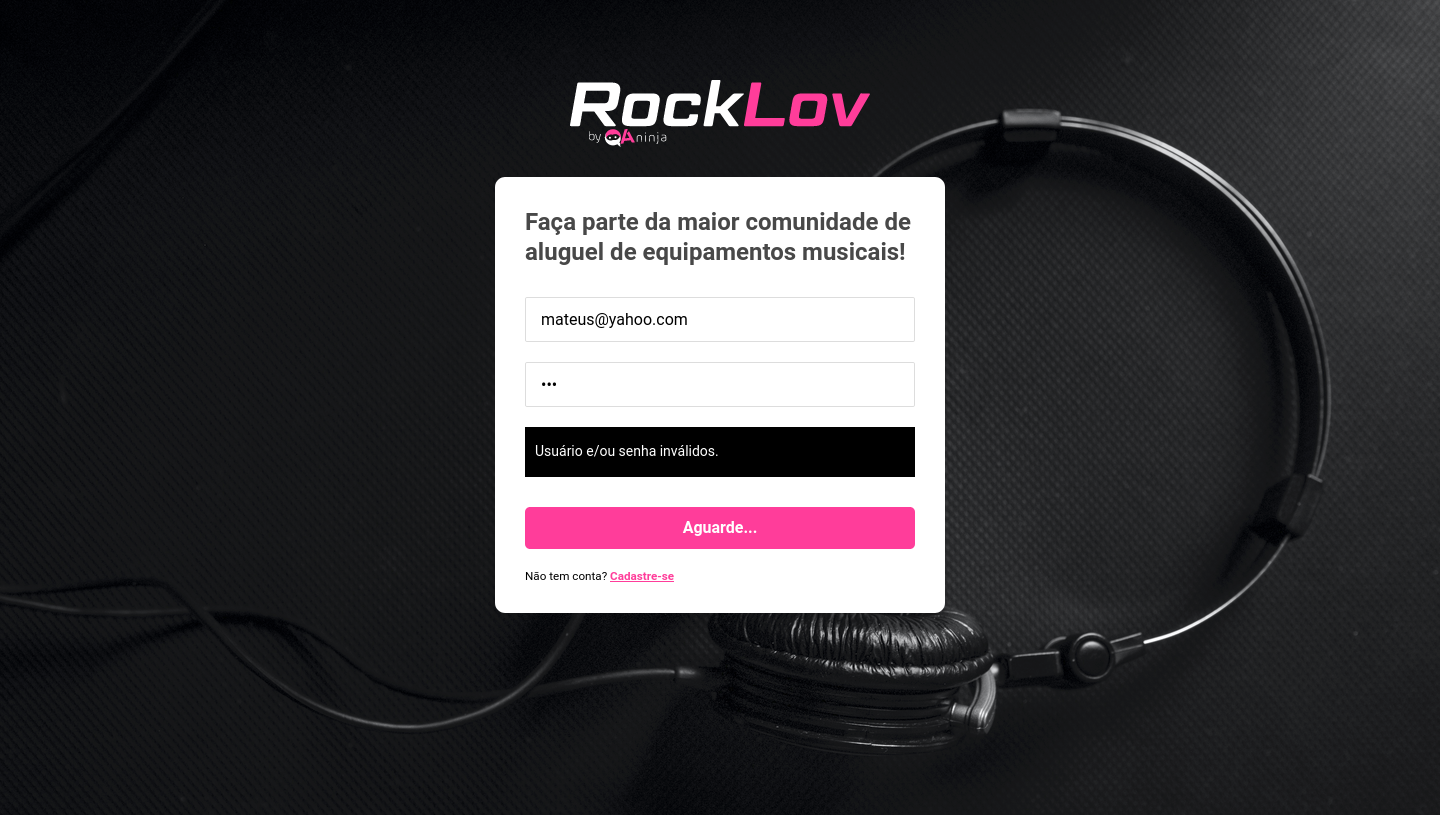 RockLov
by QAninja
Faça parte da maior comunidade de
aluguel de equipamentos musicais!
mateus@yahoo.com
•••
Usuário e/ou senha inválidos.
Aguarde...
Não tem conta? Cadastre-se